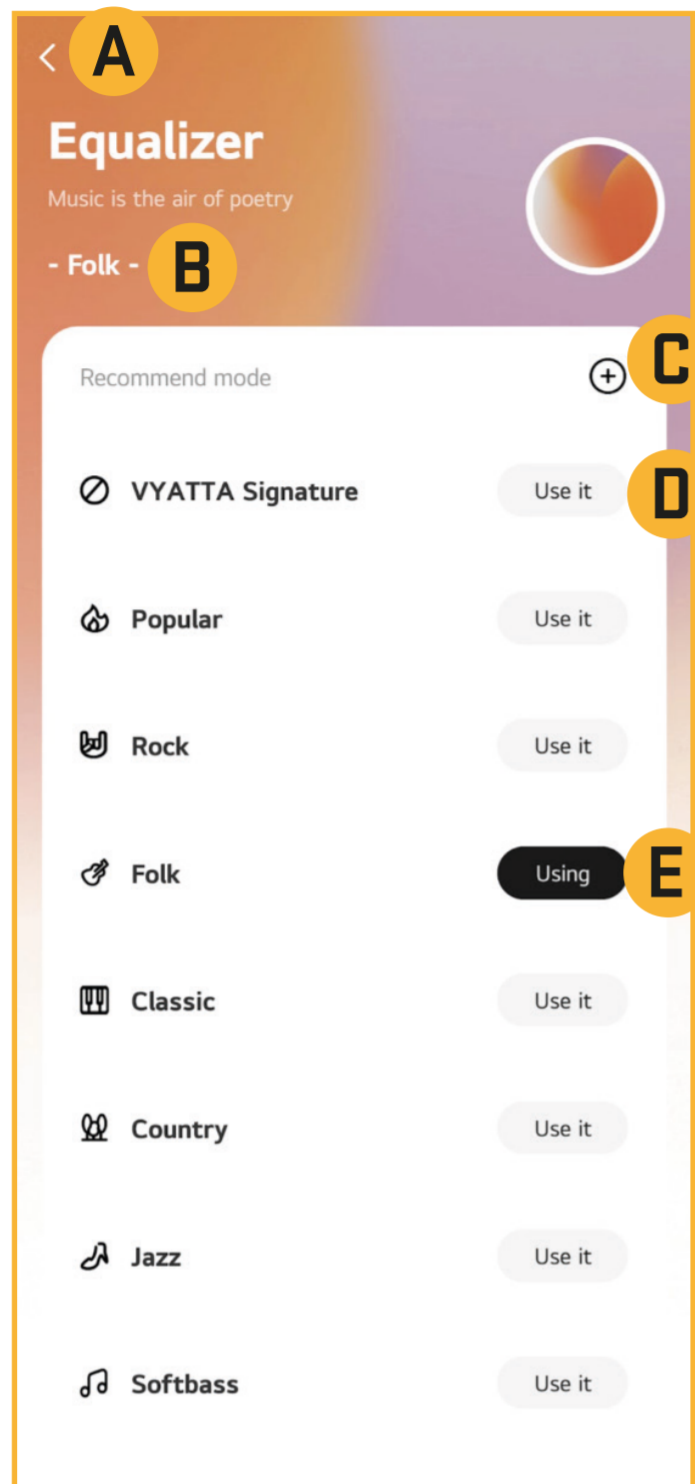 A
Equalizer
Music is the air of poetry
- Folk - B
Recommend mode C
VYATTA Signature Use it D
Popular Use it
Rock Use it
Folk Using E
Classic Use it
Country Use it
Jazz Use it
Softbass Use it